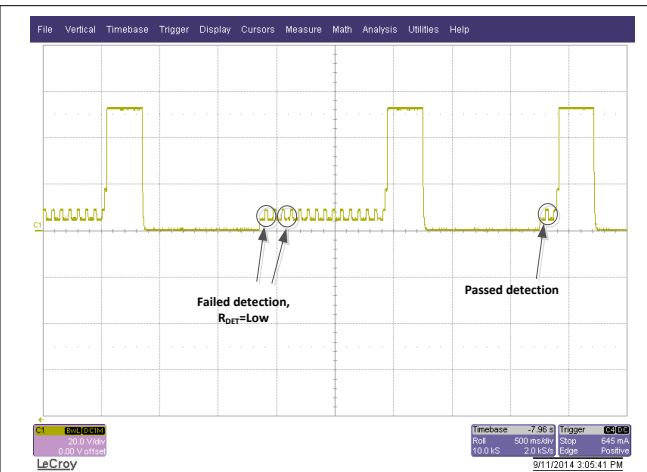 File Vertical Timebase Trigger Display Cursors Measure Math Analysis Utilities Help
C1
Failed detection,
RDET=Low
Passed detection
C1 BwL DC1M
20.0 V/div
0.00 V offset
Timebase -7.96 s
Roll 500 ms/div
10.0 kS 2.0 kS/s
Trigger C4 DC
Stop 645 mA
Edge Positive
LeCroy
9/11/2014 3:05:41 PM